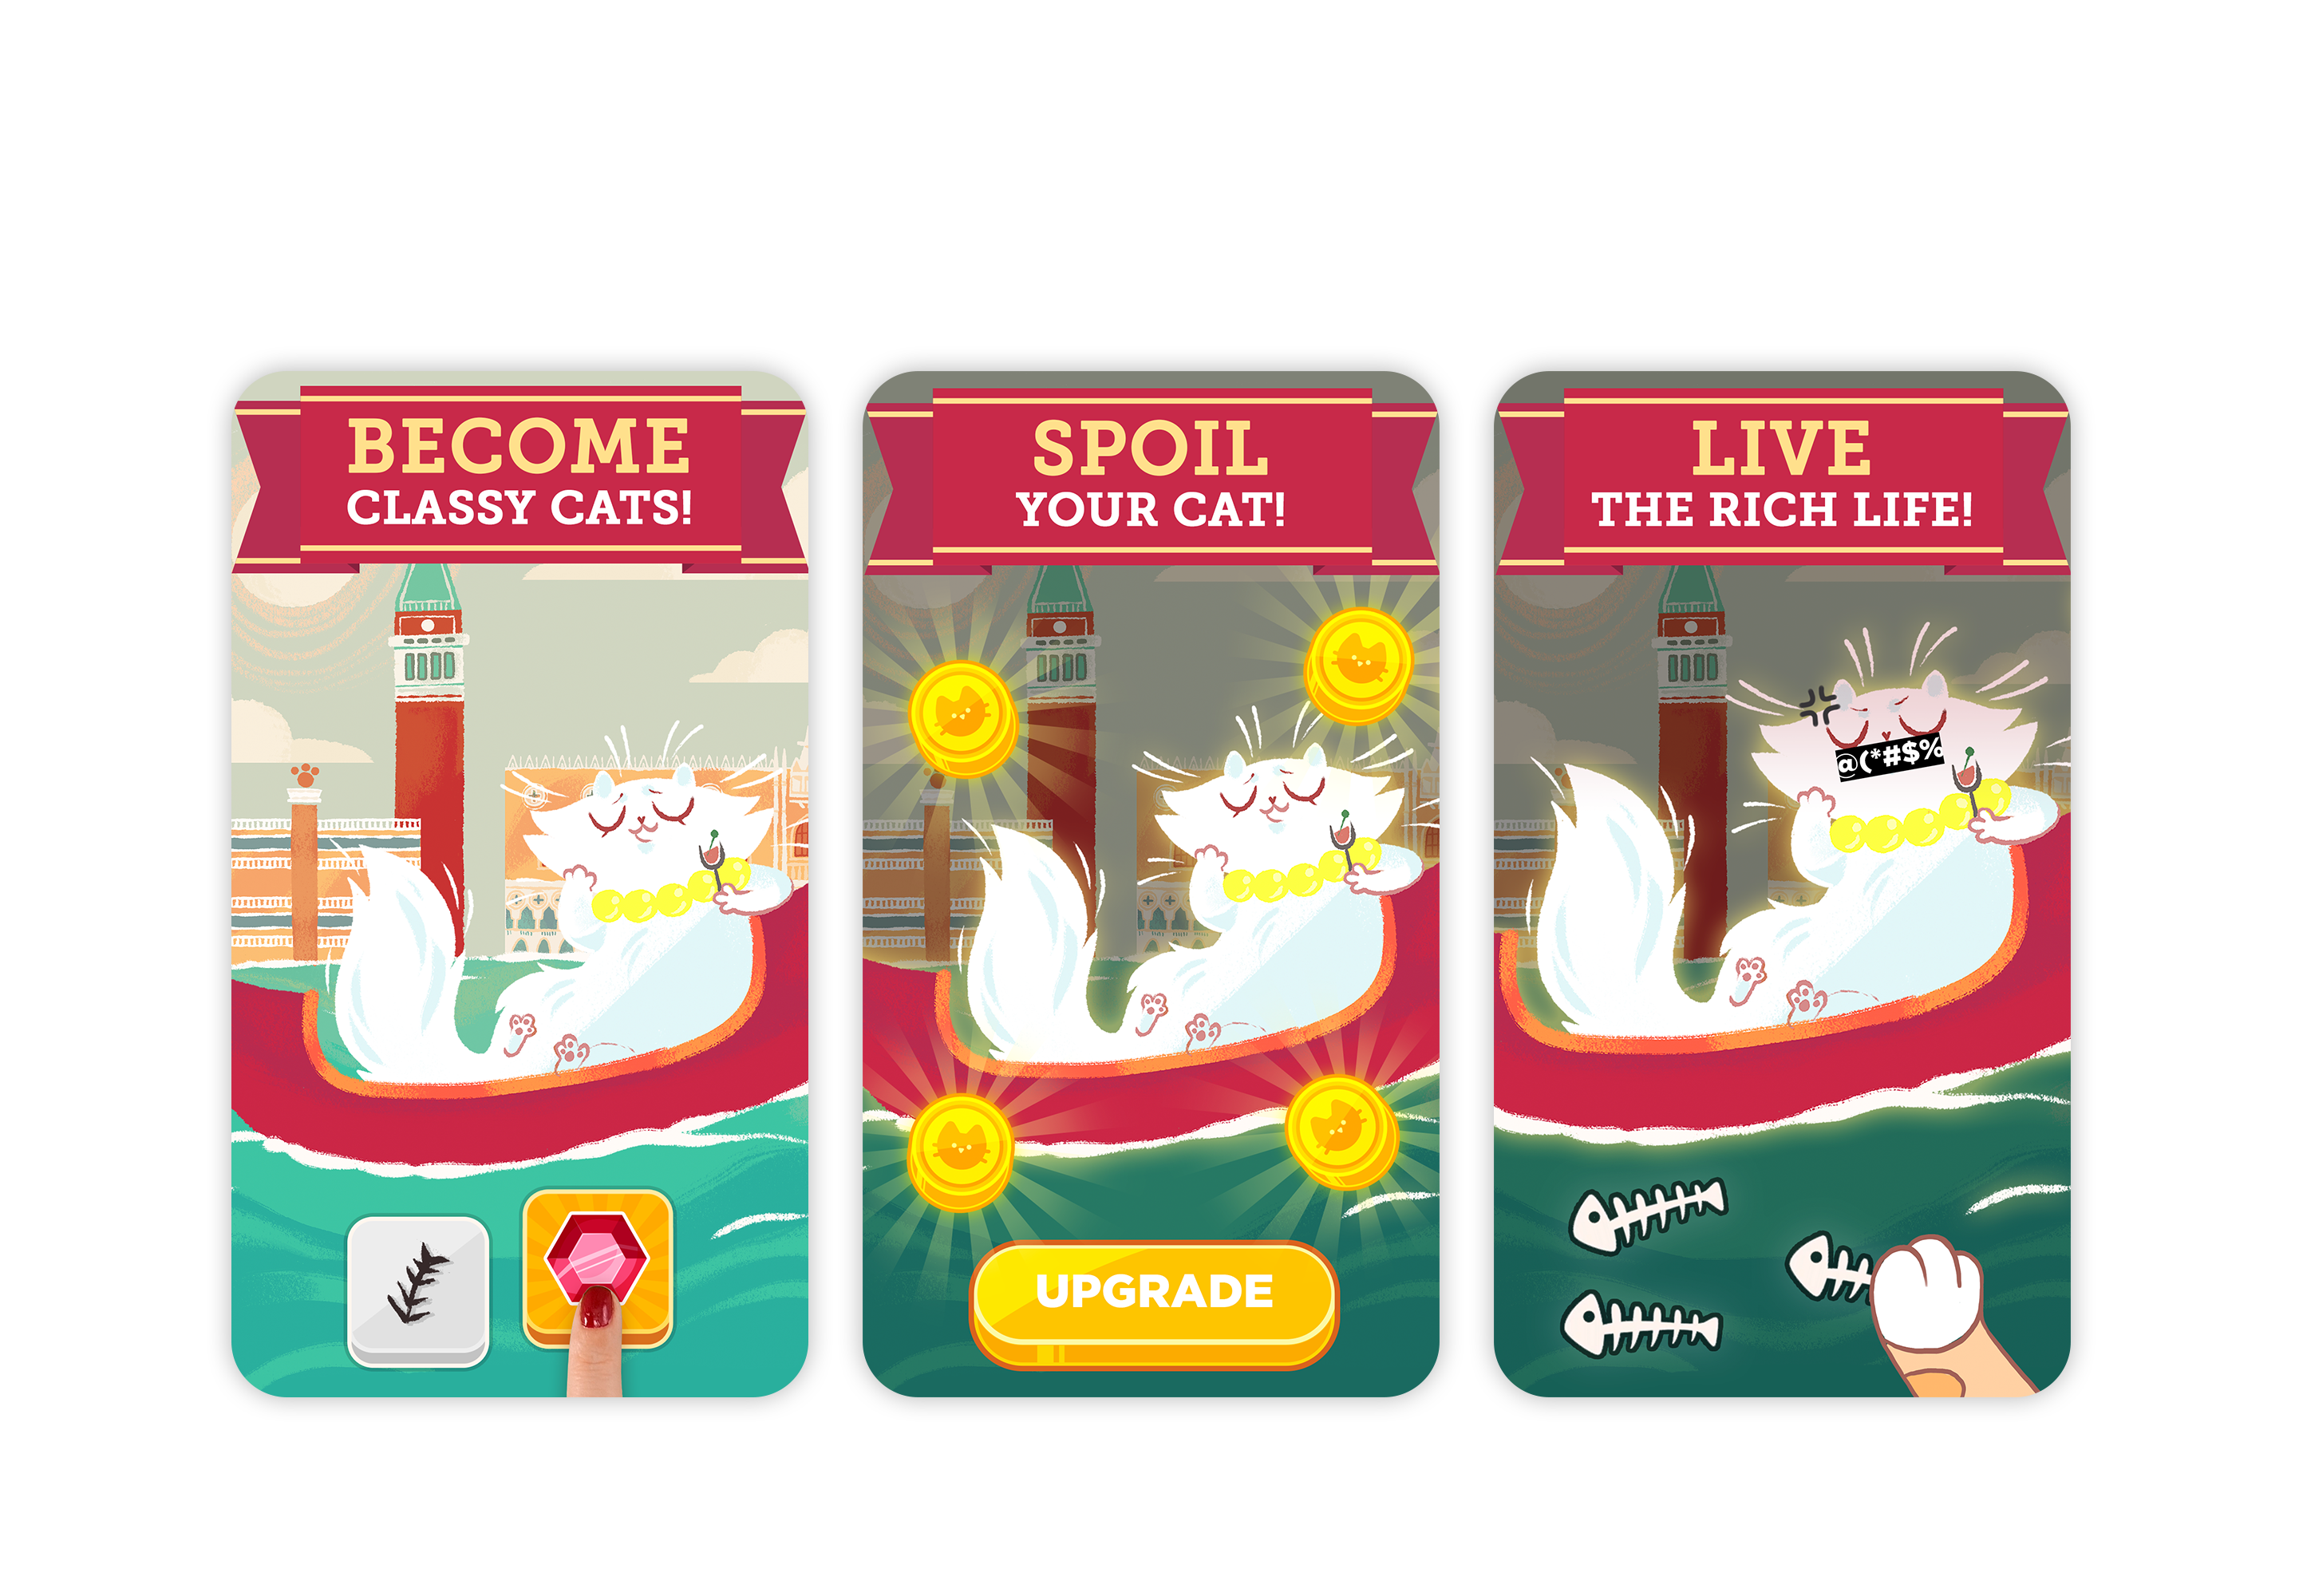 BECOME
CLASSY CATS!
SPOIL
YOUR CAT!
UPGRADE
LIVE
THE RICH LIFE!
@(*#$%